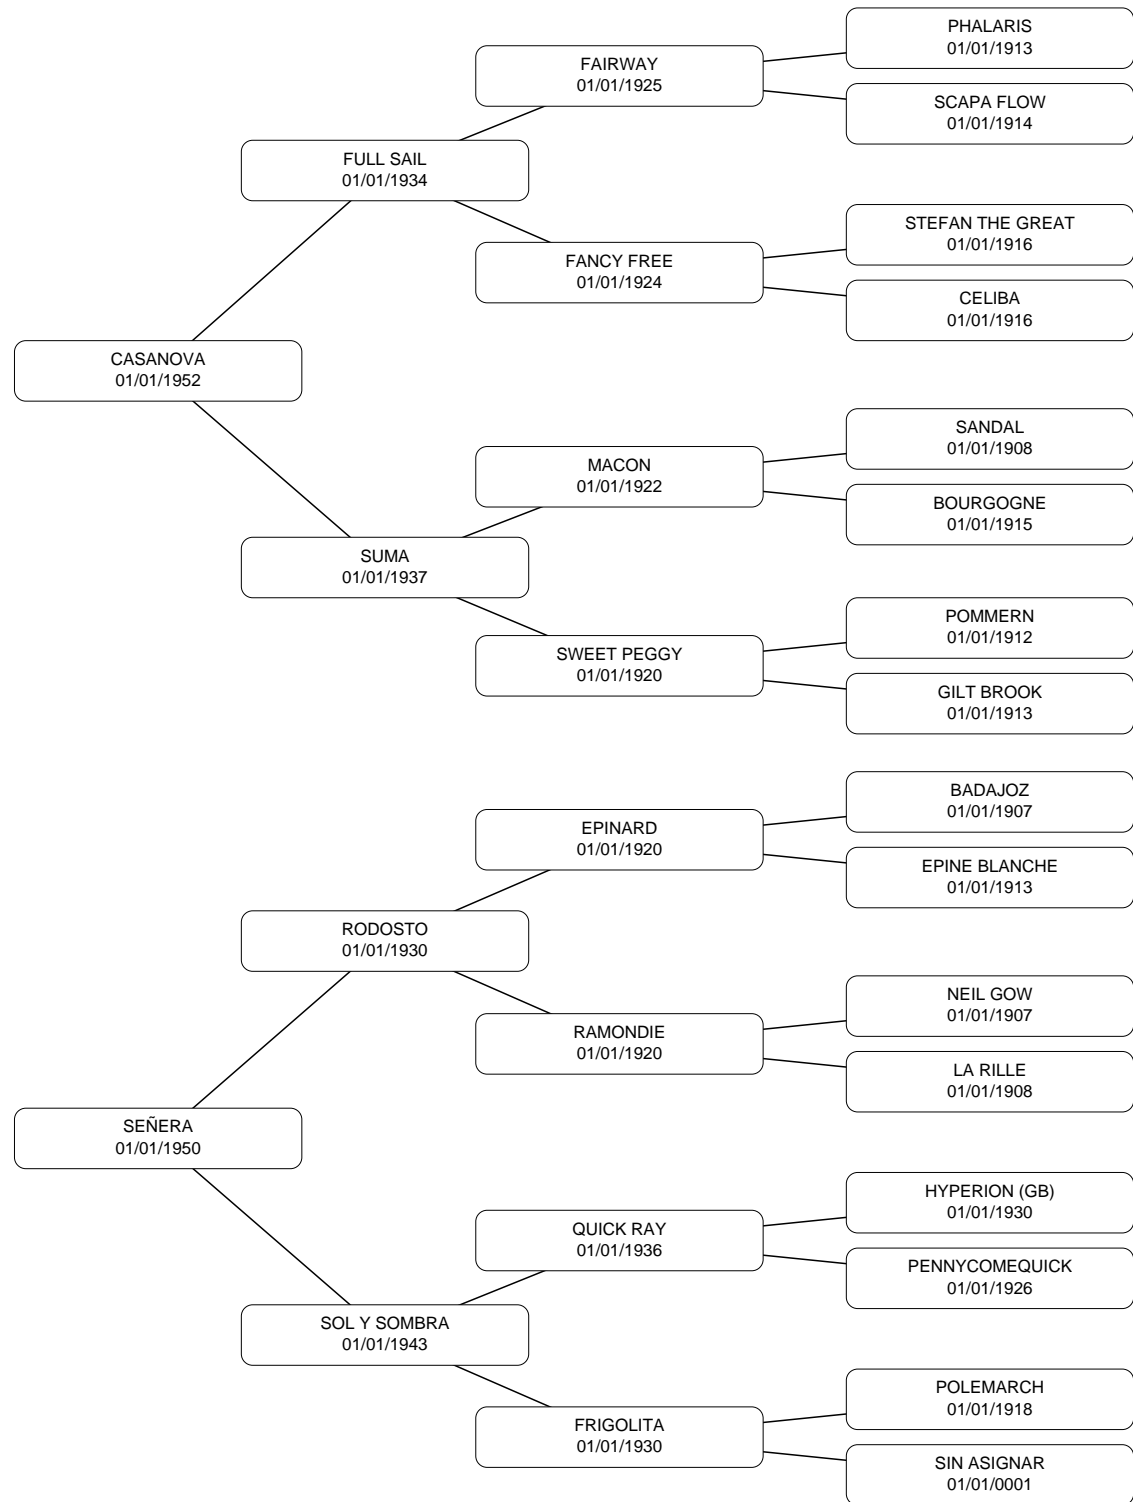 PHALARIS
01/01/1913
FAIRWAY
01/01/1925
SCAPA FLOW
01/01/1914
FULL SAIL
01/01/1934
STEFAN THE GREAT
01/01/1916
FANCY FREE
01/01/1924
CELIBA
01/01/1916
CASANOVA
01/01/1952
SANDAL
01/01/1908
MACON
01/01/1922
BOURGOGNE
01/01/1915
SUMA
01/01/1937
POMMERN
01/01/1912
SWEET PEGGY
01/01/1920
GILT BROOK
01/01/1913
BADAJOZ
01/01/1907
EPINARD
01/01/1920
EPINE BLANCHE
01/01/1913
RODOSTO
01/01/1930
NEIL GOW
01/01/1907
RAMONDIE
01/01/1920
LA RILLE
01/01/1908
SEÑERA
01/01/1950
HYPERION (GB)
01/01/1930
QUICK RAY
01/01/1936
PENNYCOMEQUICK
01/01/1926
SOL Y SOMBRA
01/01/1943
POLEMARCH
01/01/1918
FRIGOLITA
01/01/1930
SIN ASIGNAR
01/01/0001